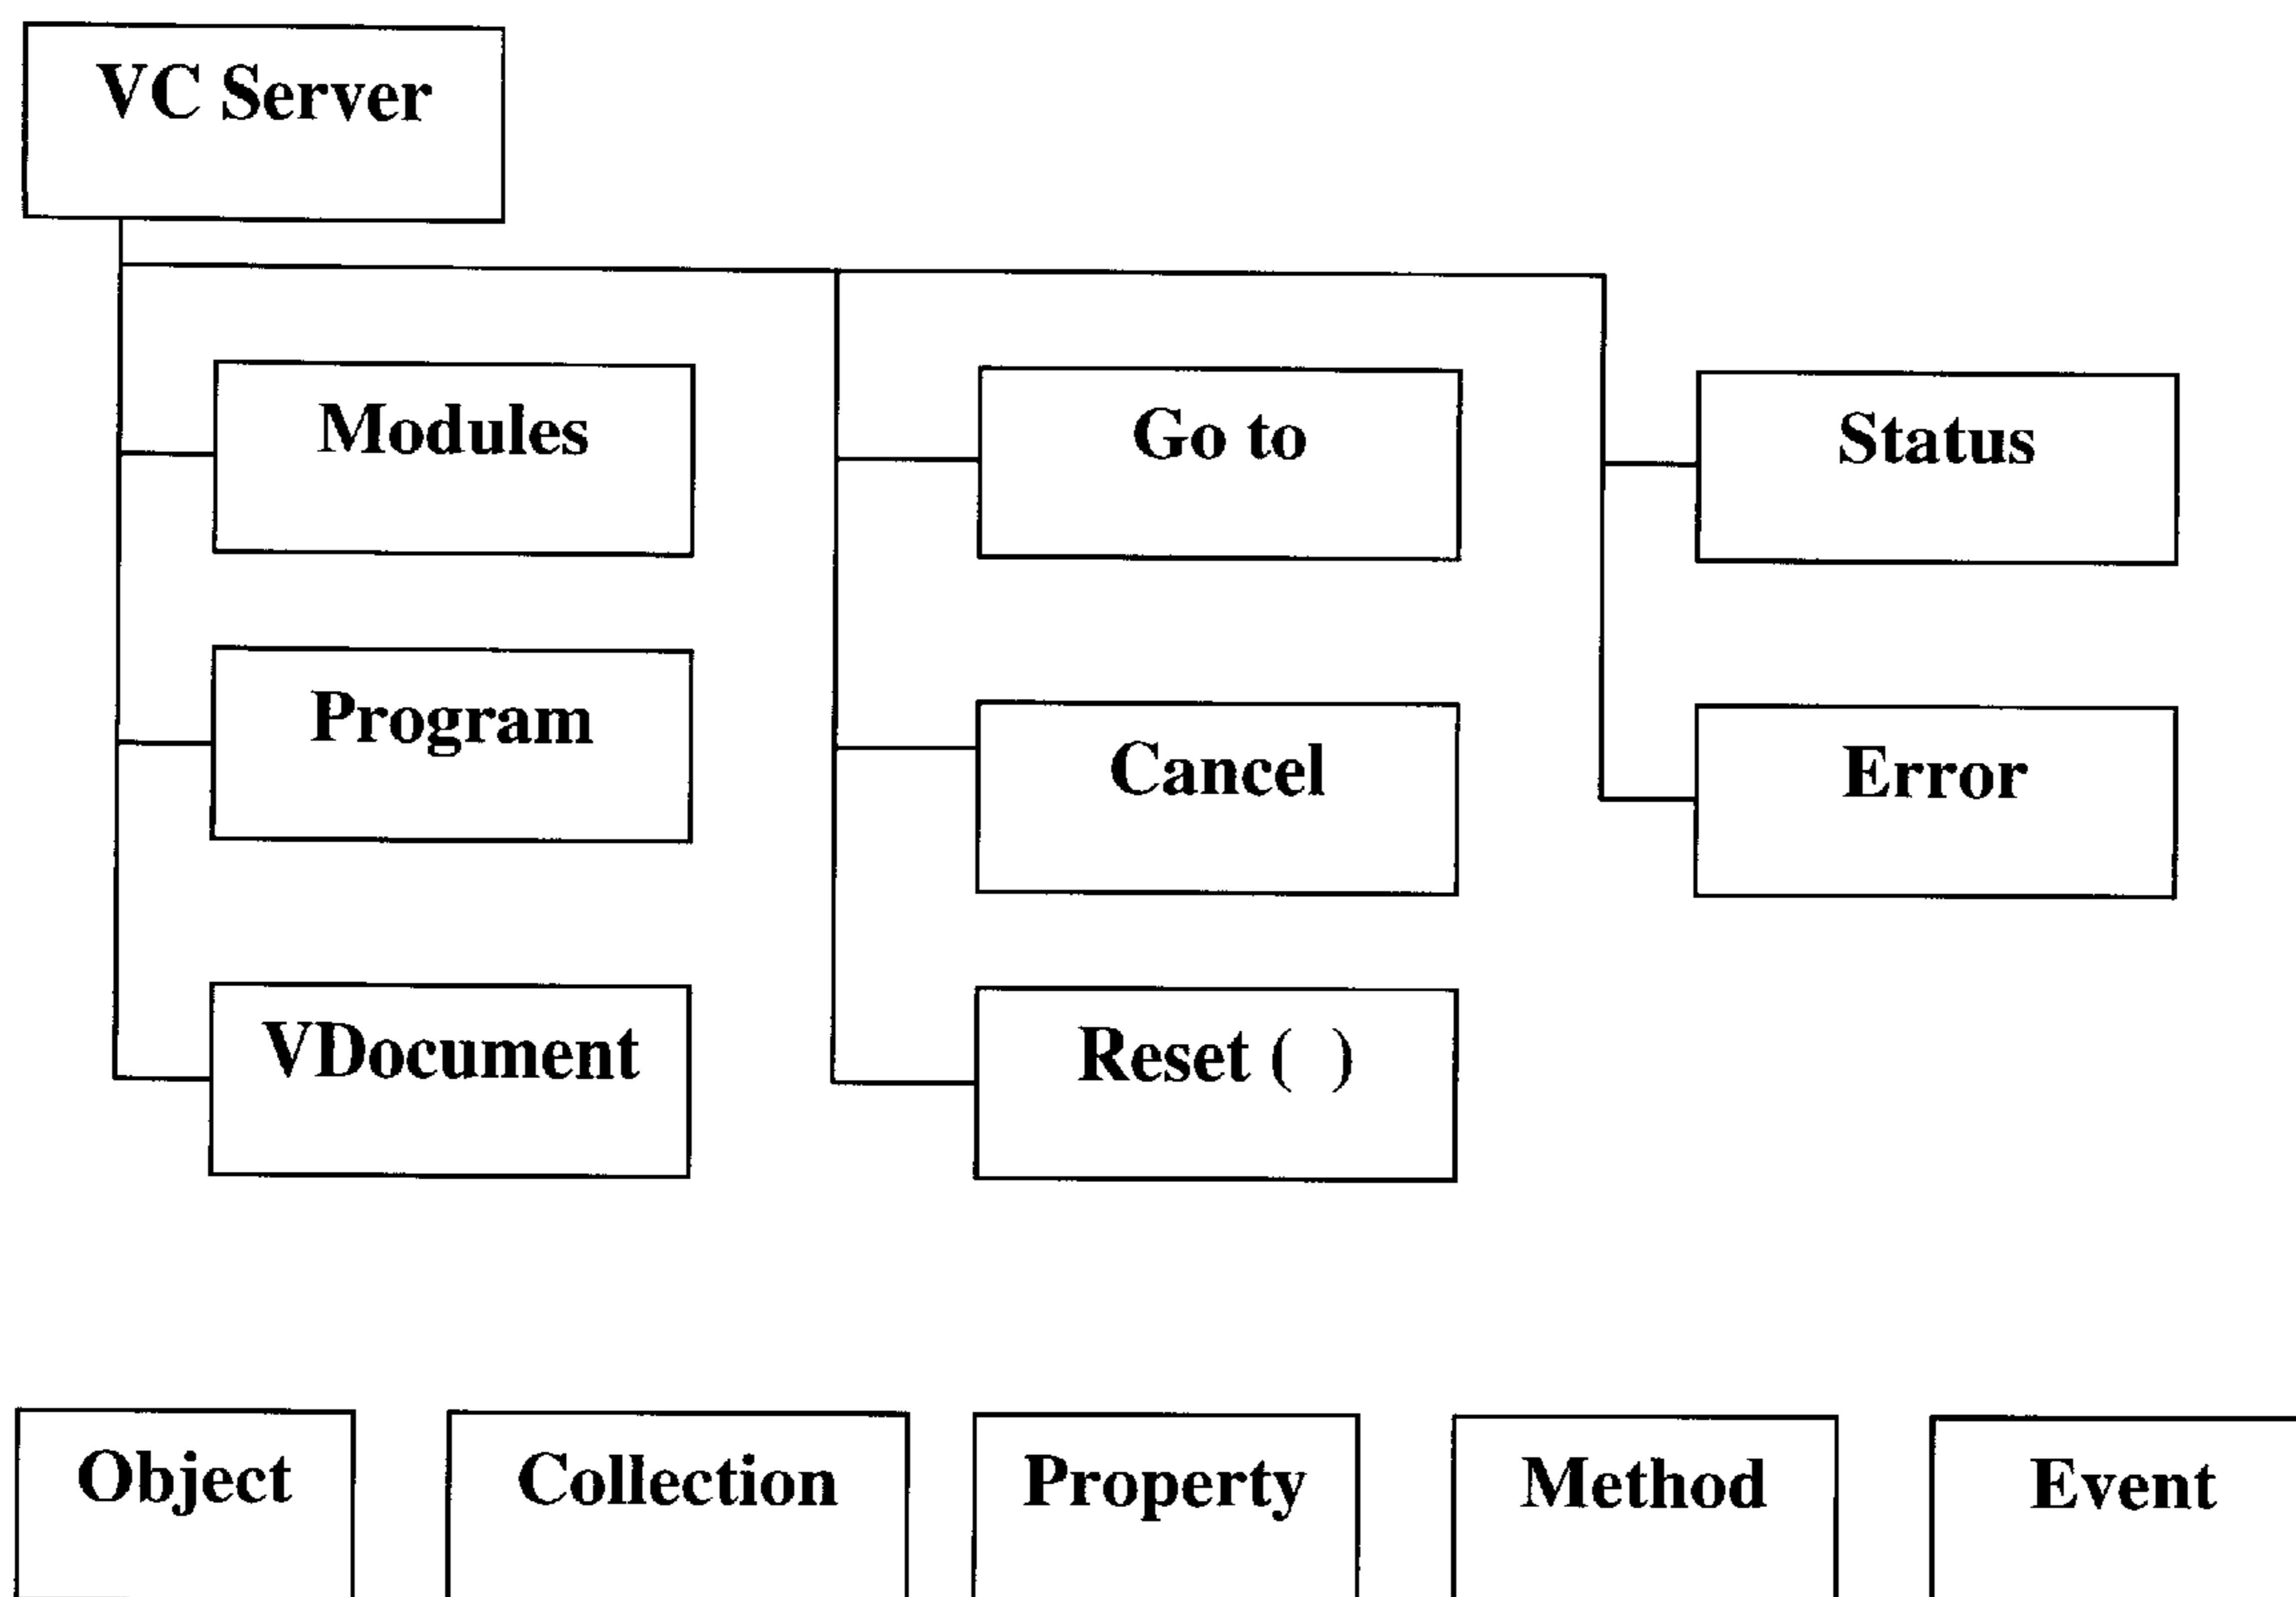 VC Server
Modules
Go to
Status
Program
Cancel
Error
VDocument
Reset ( )
Object
Collection
Property
Method
Event